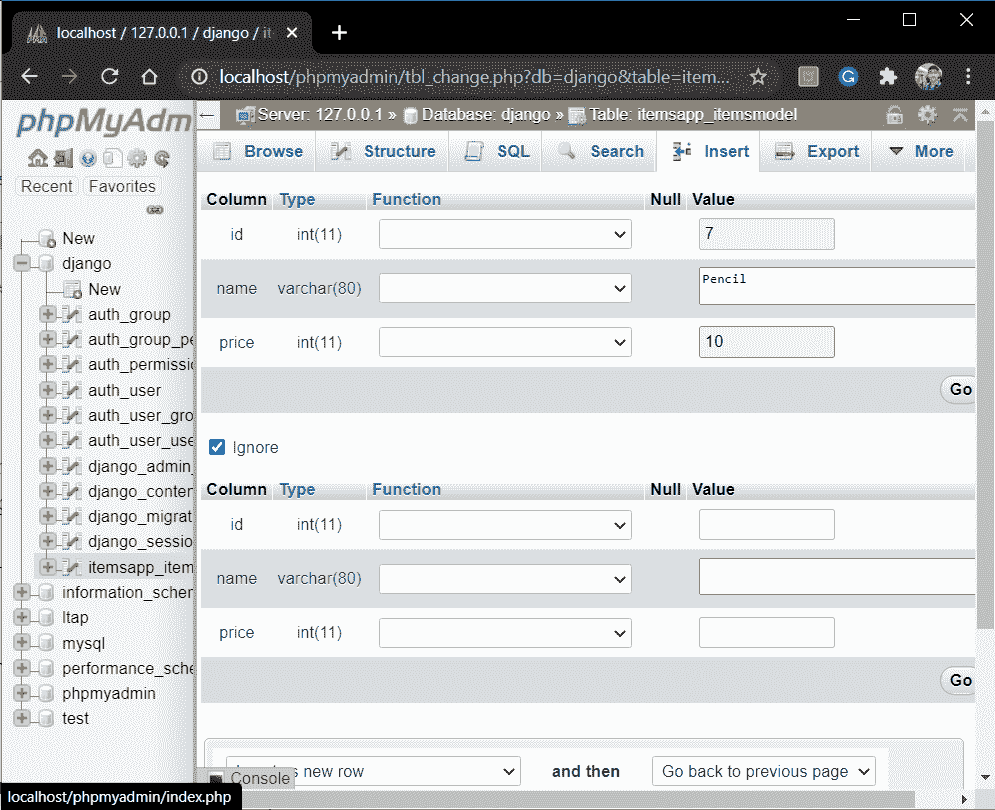 localhost / 127.0.0.1 / django / it
localhost/phpmyadmin/tbl_change.php?db=django&table=item...
phpMyAdm
Server: 127.0.0.1 » Database: django » Table: itemsapp_itemsmodel
Browse Structure SQL Search Insert Export More
Recent Favorites
New
django
New
auth_group
auth_group_pe
auth_permissic
auth_user
auth_user_gro
auth_user_use
django_admin_
django_conten
django_migrat
django_sessio
itemsapp_item
information_scher
ltap
mysql
performance_sche
phpmyadmin
test
Column Type Function Null Value
id int(11) 7
name varchar(80) Pencil
price int(11) 10
Go
Ignore
Column Type Function Null Value
id int(11)
name varchar(80)
price int(11)
Go
s new row and then Go back to previous page
Console
localhost/phpmyadmin/index.php